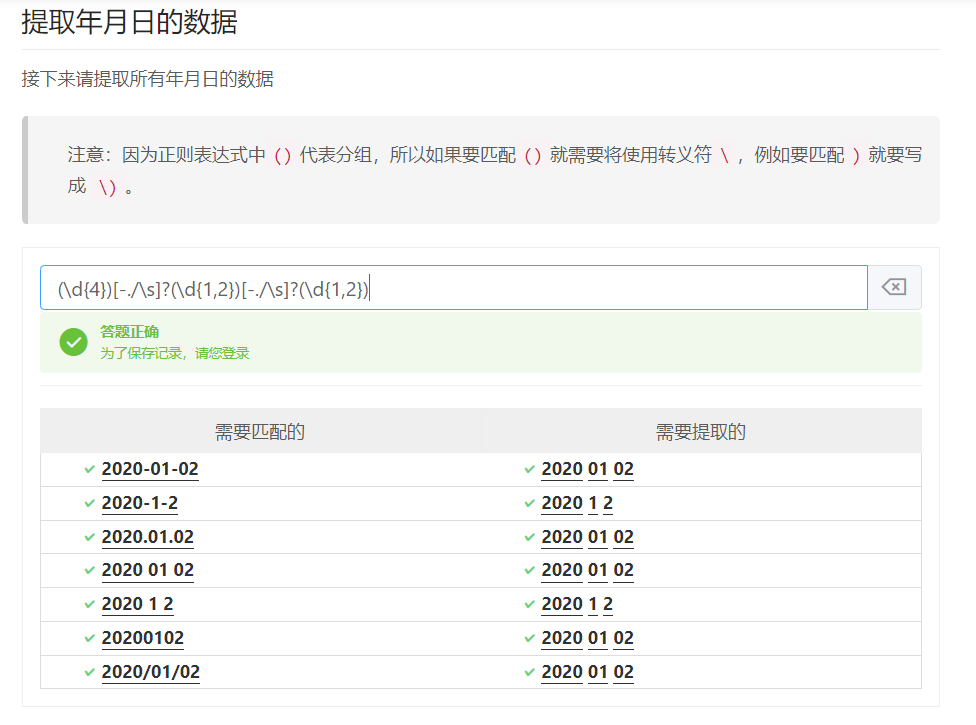 提取年月日的数据
接下来请提取所有年月日的数据
注意：因为正则表达式中 () 代表分组，所以如果要匹配 () 就需要将使用转义符 \ ，例如要匹配 ) 就要写
成 \) 。
(\d{4})[-./\s]?(\d{1,2})[-./\s]?(\d{1,2})
答题正确
为了保存记录，请您登录
需要匹配的 需要提取的
2020-01-02 2020 01 02
2020-1-2 2020 1 2
2020.01.02 2020 01 02
2020 01 02 2020 01 02
2020 1 2 2020 1 2
20200102 2020 01 02
2020/01/02 2020 01 02